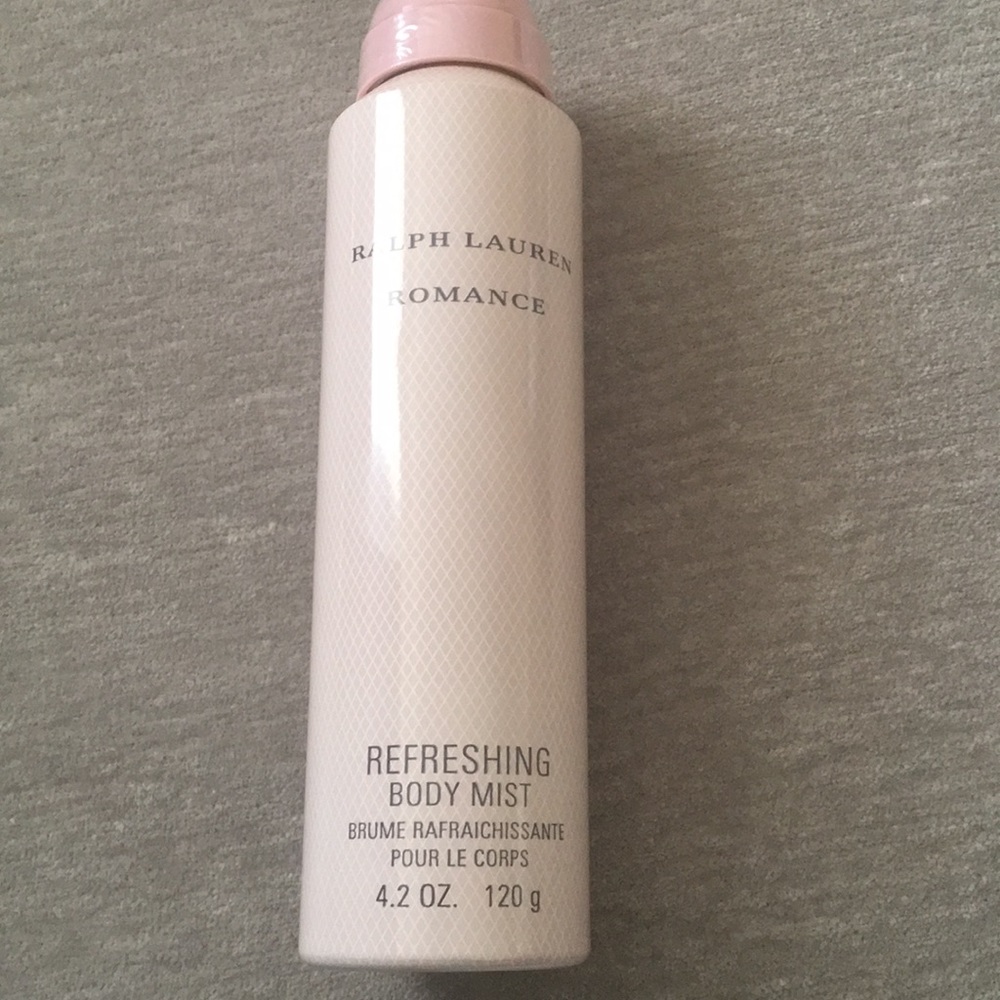 RALPH LAUREN
ROMANCE
REFRESHING
BODY MIST
BRUME RAFRAICHISSANTE
POUR LE CORPS
4.2 OZ. 120 g